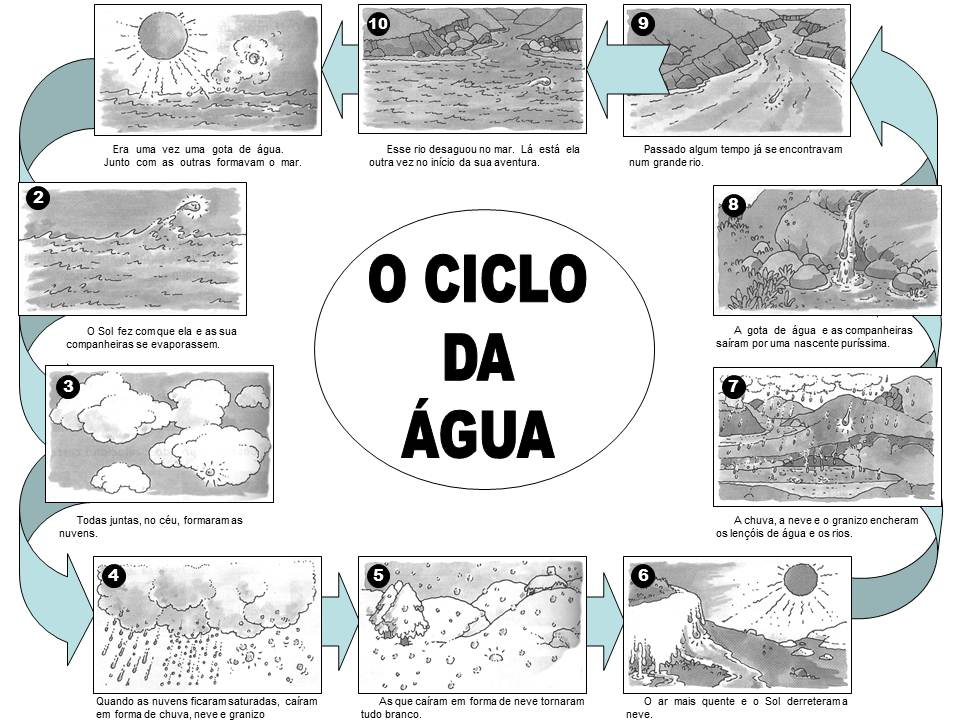 Era uma vez uma gota de água.
Junto com as outras formavam o mar.
2
O Sol fez com que ela e as sua
companheiras se evaporassem.
3
Todas juntas, no céu, formaram as
nuvens.
4
Quando as nuvens ficaram saturadas, caíram
em forma de chuva, neve e granizo
5
As que caíram em forma de neve tornaram
tudo branco.
6
O ar mais quente e o Sol derreteram a
neve.
7
A chuva, a neve e o granizo encheram
os lençóis de água e os rios.
8
A gota de água e as companheiras
saíram por uma nascente puríssima.
9
Passado algum tempo já se encontravam
num grande rio.
10
Esse rio desaguou no mar. Lá está ela
outra vez no início da sua aventura.
O CICLO
DA
ÁGUA